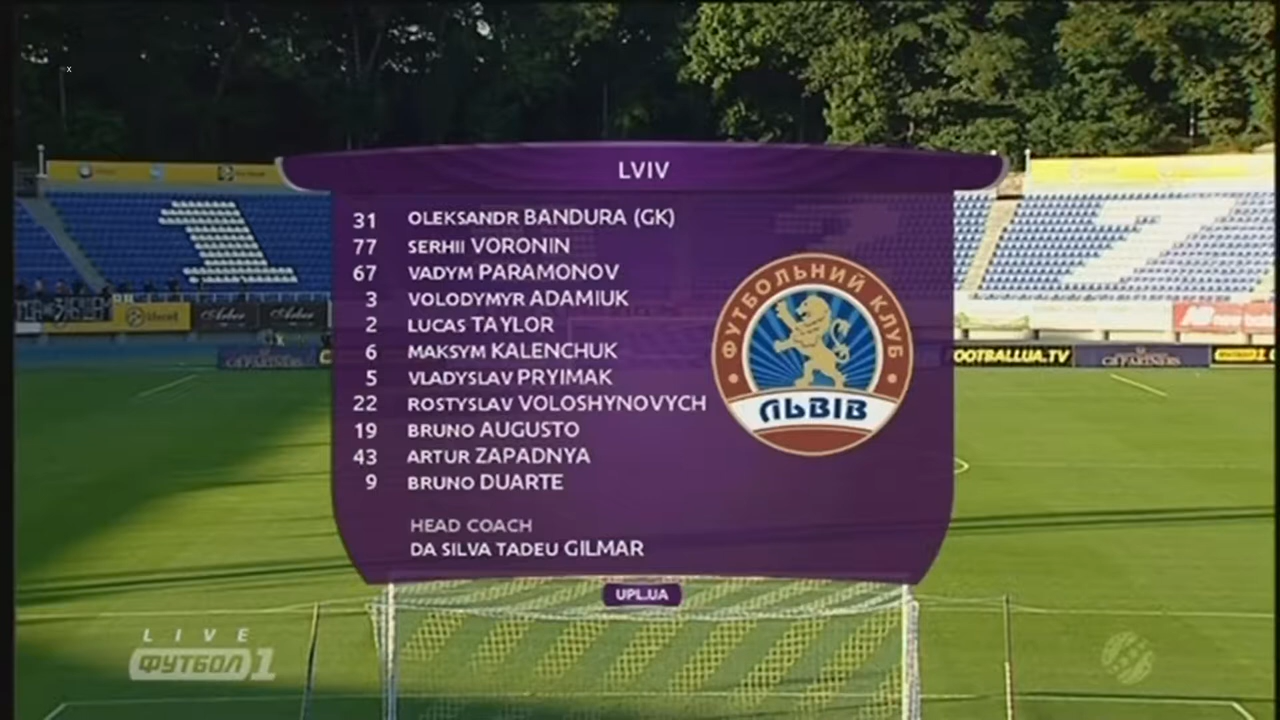 x
LVIV
31 OLEKSANDR BANDURA (GK)
77 SERHII VORONIN
67 VADYM PARAMONOV
3 VOLODYMYR ADAMIUK
2 LUCAS TAYLOR
6 MAKSYM KALENCHUK
5 VLADYSLAV PRYIMAK
22 ROSTYSLAV VOLOSHYNOVYCH
19 BRUNO AUGUSTO
43 ARTUR ZAPADNYA
9 BRUNO DUARTE
ФУТБОЛЬНИЙ КЛУБ
ЛЬВІВ
HEAD COACH
DA SILVA TADEU GILMAR
UPL.UA
1
7
FOOTBALLUA.TV
LIVE
ФУТБОЛ 1